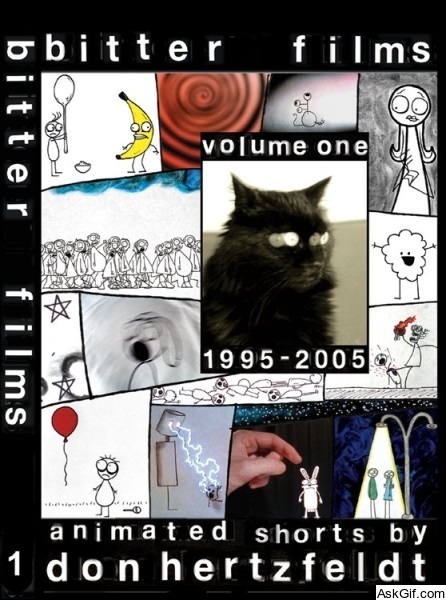 bitter films
bitter films
volume one
1995-2005
animated shorts by
1 don hertzfeldt
AskGif.com